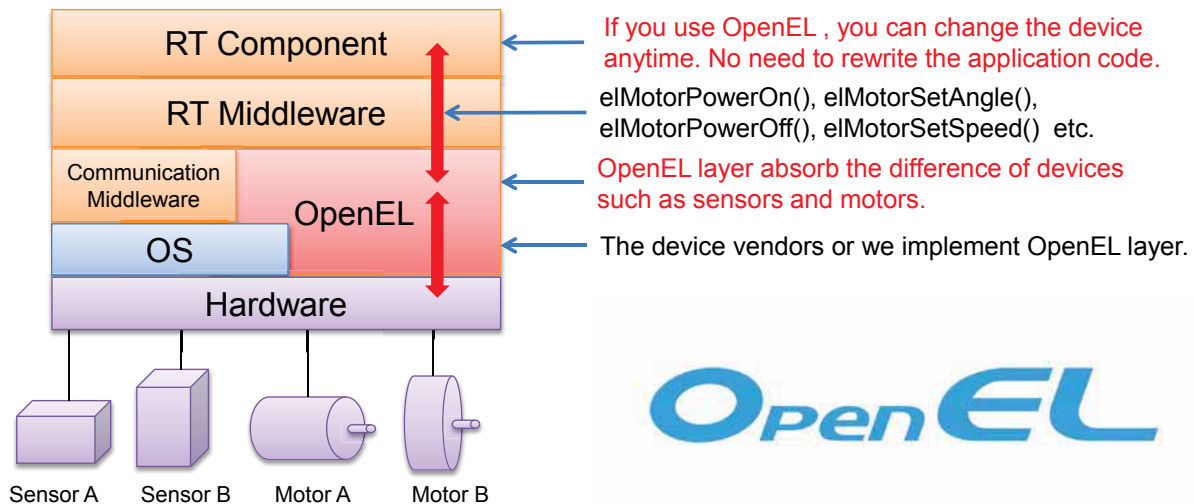 RT Component
RT Middleware
Communication
Middleware
OpenEL
OS
Hardware
Sensor A
Sensor B
Motor A
Motor B
If you use OpenEL , you can change the device
anytime. No need to rewrite the application code.
elMotorPowerOn(), elMotorSetAngle(),
elMotorPowerOff(), elMotorSetSpeed() etc.
OpenEL layer absorb the difference of devices
such as sensors and motors.
The device vendors or we implement OpenEL layer.
OpenEL